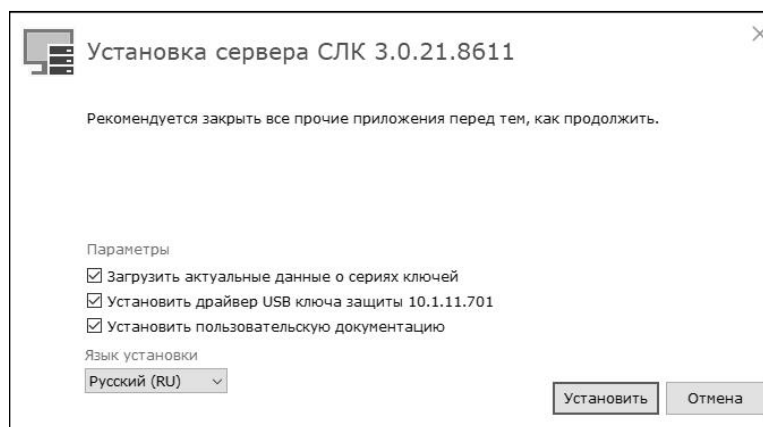 Установка сервера СЛК 3.0.21.8611
Рекомендуется закрыть все прочие приложения перед тем, как продолжить.
Параметры
Загрузить актуальные данные о сериях ключей
Установить драйвер USB ключа защиты 10.1.11.701
Установить пользовательскую документацию
Язык установки
Русский (RU)
Установить
Отмена